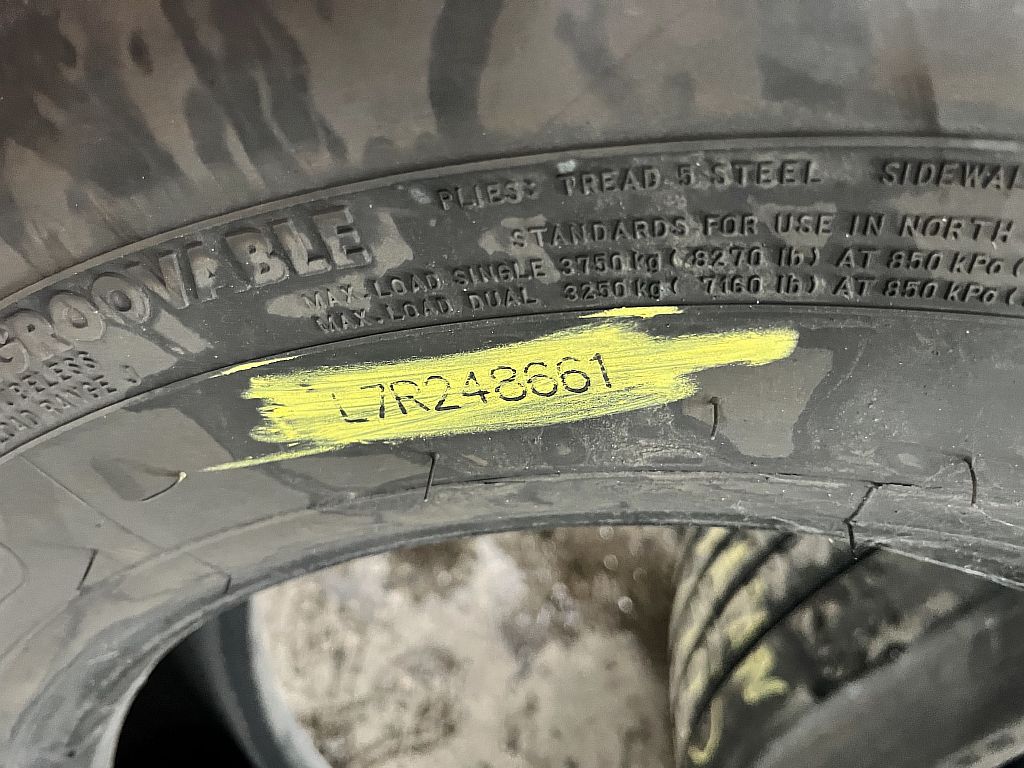 PLIES: TREAD 5 STEEL SIDEWAL
STANDARDS FOR USE IN NORTH
MAX. LOAD SINGLE 3750 kg ( 8270 lb) AT 850 kPa (
MAX. LOAD DUAL 3250 kg ( 7160 lb) AT 850 kPa (
GROOVABLE
L7R248661